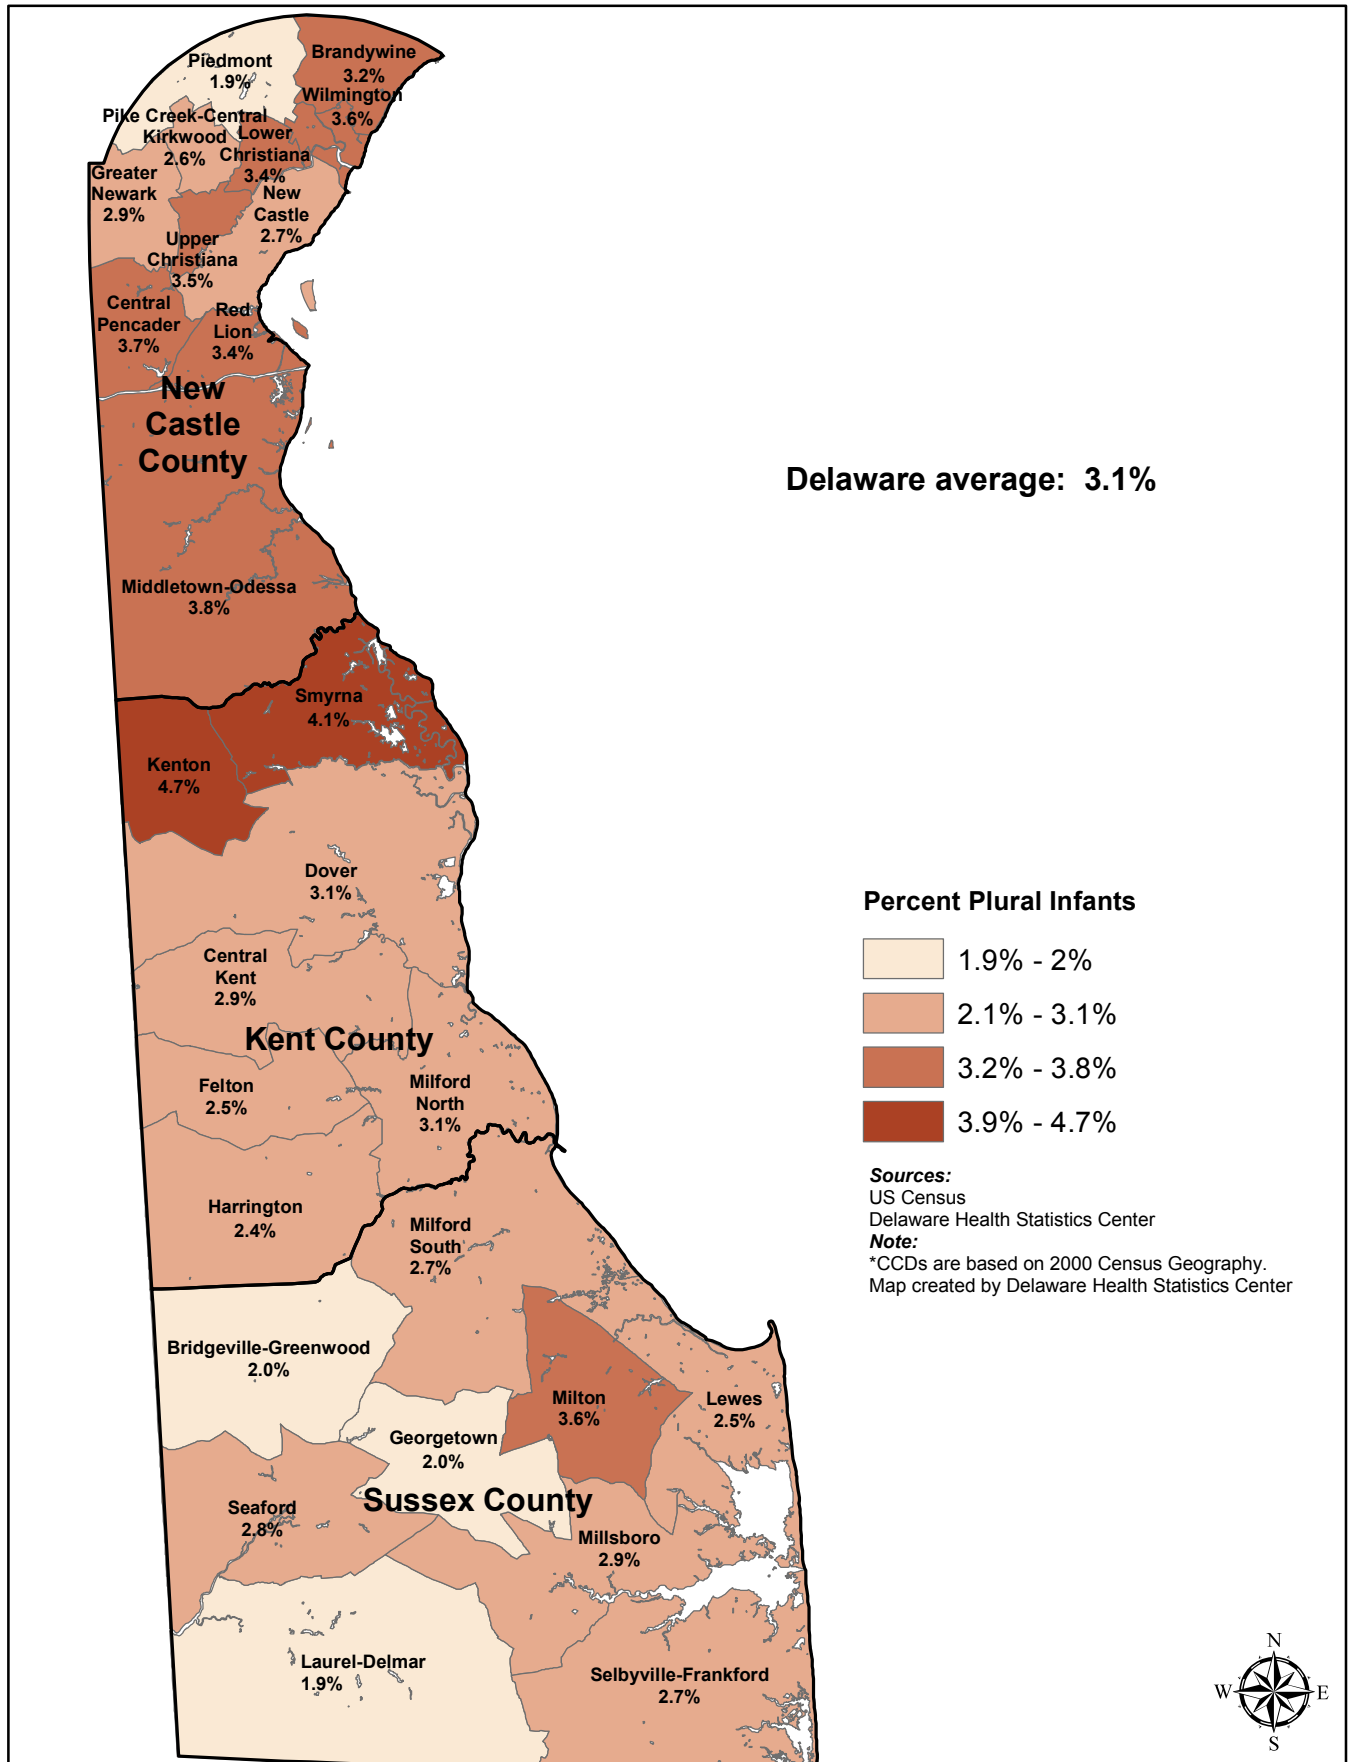 Piedmont
1.9%
Brandywine
3.2%
Wilmington
3.6%
Pike Creek-Central
Kirkwood
2.6%
Lower
Christiana
3.4%
Greater
Newark
2.9%
New
Castle
2.7%
Upper
Christiana
3.5%
Central
Pencader
3.7%
Red
Lion
3.4%
New
Castle
County
Delaware average: 3.1%
Middletown-Odessa
3.8%
Smyrna
4.1%
Kenton
4.7%
Dover
3.1%
Central
Kent
2.9%
Kent County
Felton
2.5%
Milford
North
3.1%
Harrington
2.4%
Milford
South
2.7%
Bridgeville-Greenwood
2.0%
Milton
3.6%
Lewes
2.5%
Georgetown
2.0%
Sussex County
Seaford
2.8%
Millsboro
2.9%
Laurel-Delmar
1.9%
Selbyville-Frankford
2.7%
Percent Plural Infants
1.9% - 2%
2.1% - 3.1%
3.2% - 3.8%
3.9% - 4.7%
Sources:
US Census
Delaware Health Statistics Center
Note:
*CCDs are based on 2000 Census Geography.
Map created by Delaware Health Statistics Center
N
W E
S